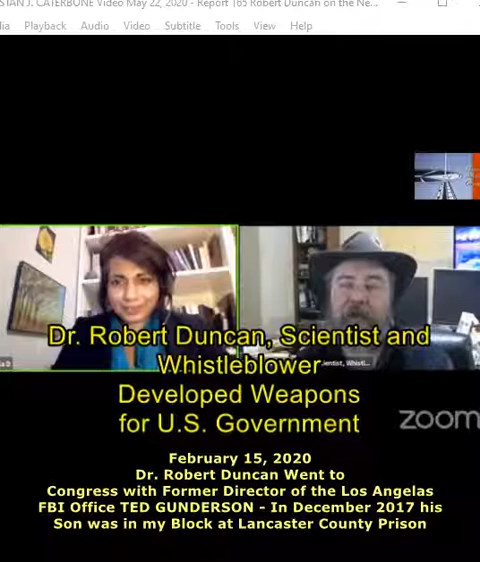 STAN J. CATERBONE Video May 22, 2020 - Report 165 Robert Duncan on the Ne...
Playback Audio Video Subtitle Tools View Help
Dr. Robert Duncan, Scientist and
Whistleblower
Developed Weapons
for U.S. Government
zoom
February 15, 2020
Dr. Robert Duncan Went to
Congress with Former Director of the Los Angelas
FBI Office TED GUNDERSON - In December 2017 his
Son was in my Block at Lancaster County Prison